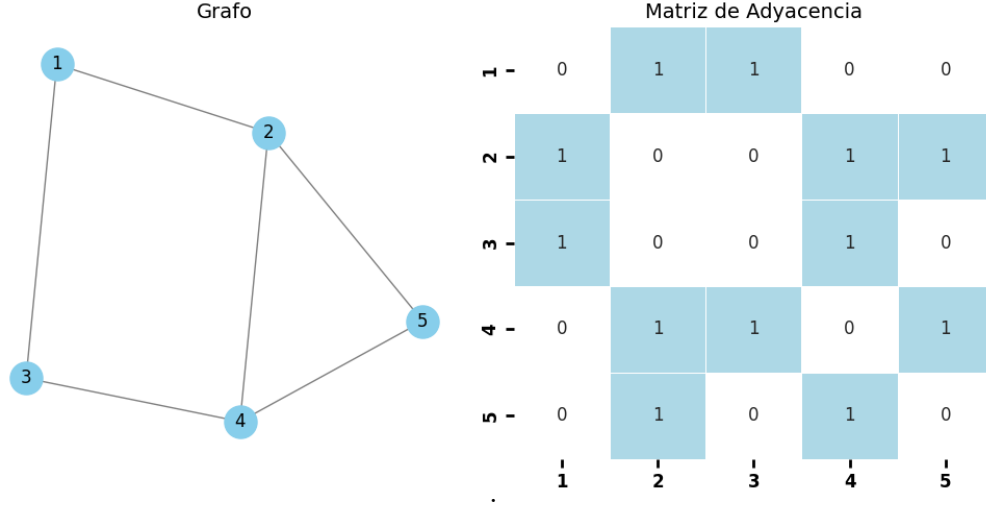 Grafo
1
2
3
4
5
Matriz de Adyacencia
1 0 1 1 0 0
2 1 0 0 1 1
3 1 0 0 1 0
4 0 1 1 0 1
5 0 1 0 1 0
1 2 3 4 5
.